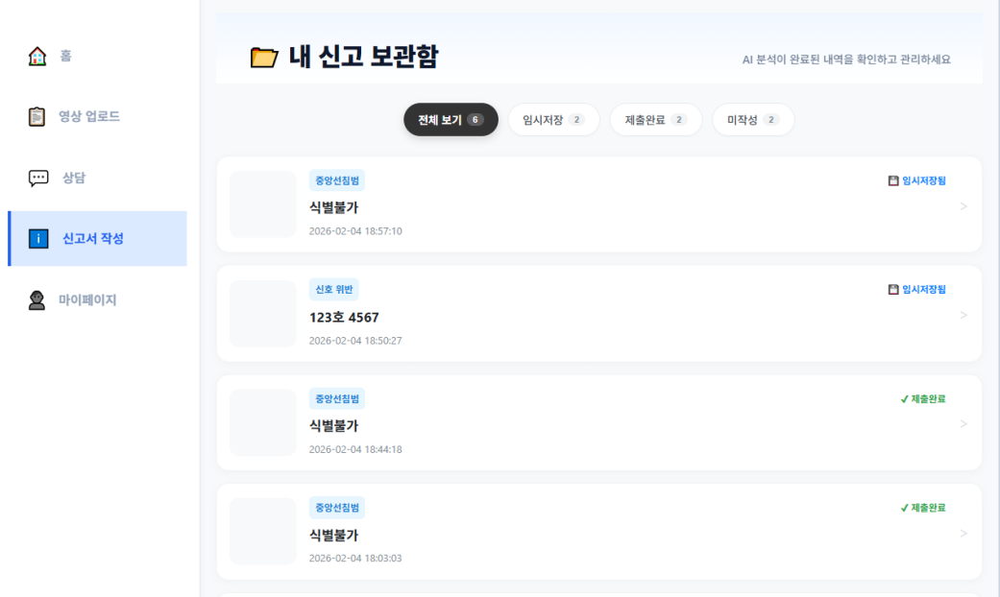 홈
영상 업로드
상담
신고서 작성
마이페이지
내 신고 보관함
AI 분석이 완료된 내역을 확인하고 관리하세요
전체 보기 6
임시저장 2
제출완료 2
미작성 2
중앙선침범
임시저장됨
식별불가
2026-02-04 18:57:10
>
신호 위반
임시저장됨
123호 4567
2026-02-04 18:50:27
>
중앙선침범
✓ 제출완료
식별불가
2026-02-04 18:44:18
>
중앙선침범
✓ 제출완료
식별불가
2026-02-04 18:03:03
>